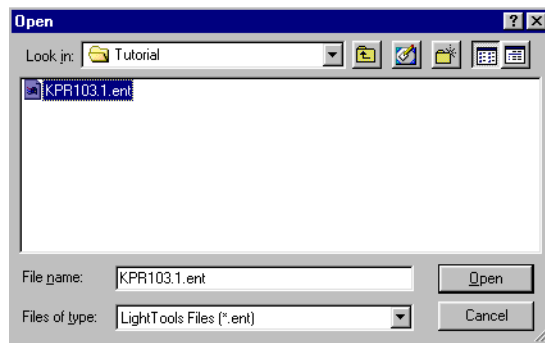 Open
Look in: Tutorial
KPR103.1.ent
File name: KPR103.1.ent Open
Files of type: LightTools Files (*.ent) Cancel